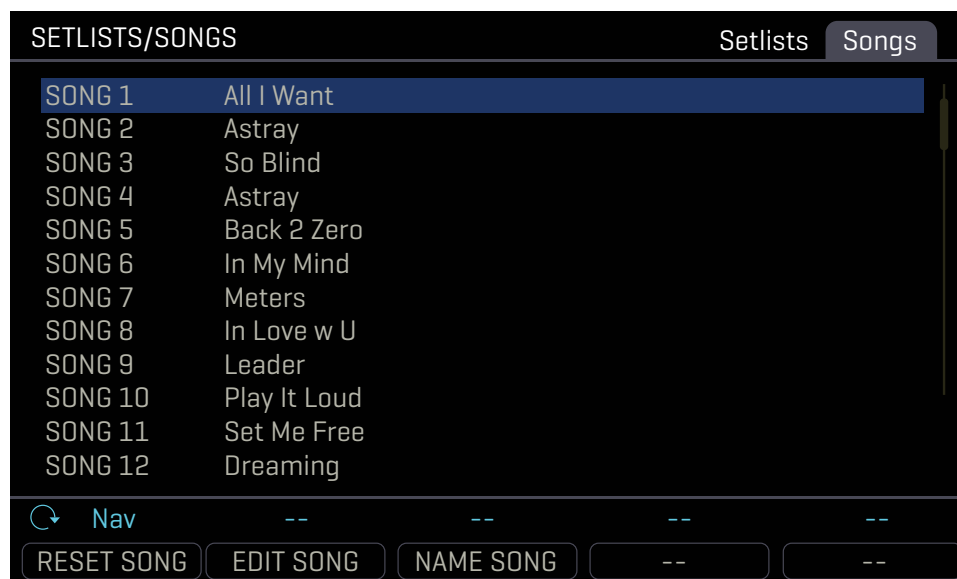 SETLISTS/SONGS Setlists Songs
SONG 1 All I Want
SONG 2 Astray
SONG 3 So Blind
SONG 4 Astray
SONG 5 Back 2 Zero
SONG 6 In My Mind
SONG 7 Meters
SONG 8 In Love w U
SONG 9 Leader
SONG 10 Play It Loud
SONG 11 Set Me Free
SONG 12 Dreaming
Nav -- -- -- --
RESET SONG EDIT SONG NAME SONG -- --